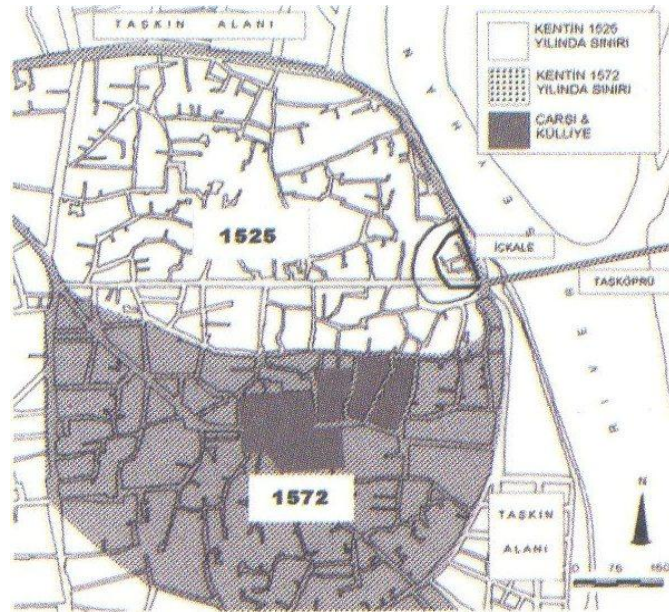 TAŞKIN ALANI
KENTİN 1525
YILINDA SINIRI
KENTİN 1572
YILINDA SINIRI
ÇARŞI &
KÜLLİYE
1525
İÇKALE
TAŞKÖPRÜ
1572
TAŞKIN
ALANI
N
0 75 150